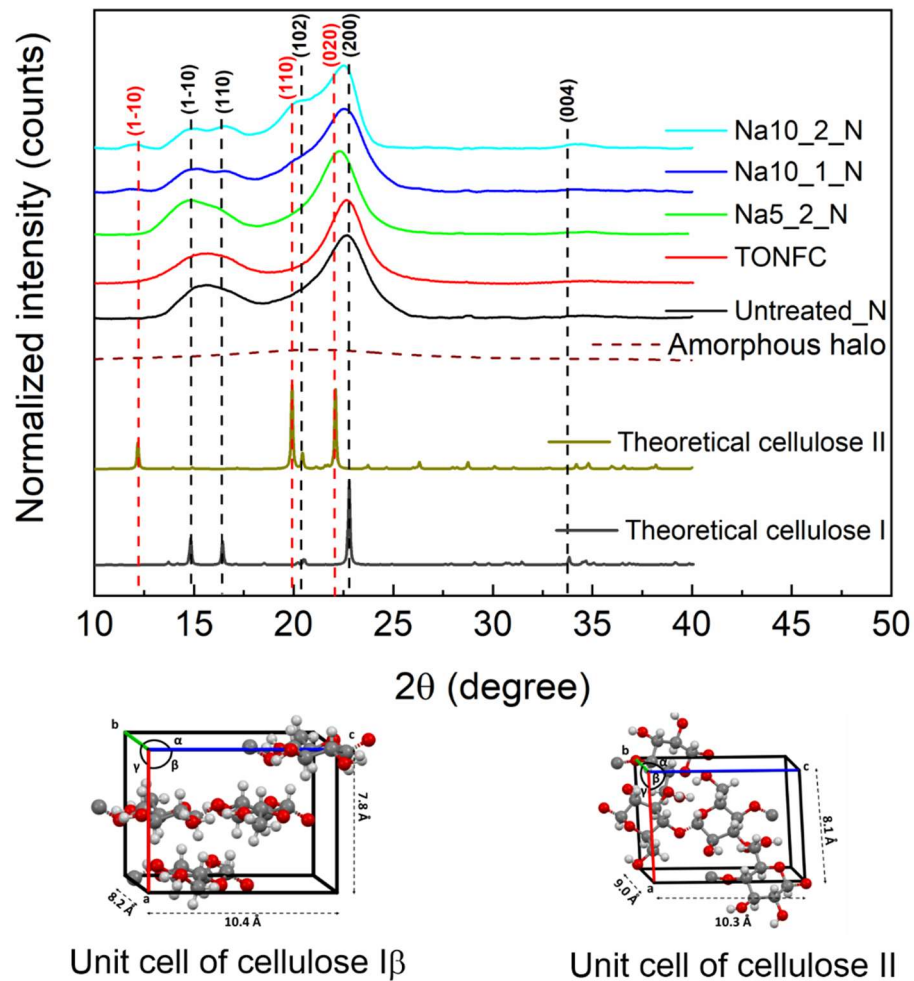 Normalized intensity (counts)
(1-10)
(1-10)
(110)
(110)
(102)
(020)
(200)
(004)
Na10_2_N
Na10_1_N
Na5_2_N
TONFC
Untreated_N
Amorphous halo
Theoretical cellulose II
Theoretical cellulose I
10 15 20 25 30 35 40 45 50
2θ (degree)
b
α
c
γ
β
7.8 Å
a
8.2 Å
10.4 Å
Unit cell of cellulose Iβ
b
α
c
β
γ
8.1 Å
9.0 Å
a
10.3 Å
Unit cell of cellulose II